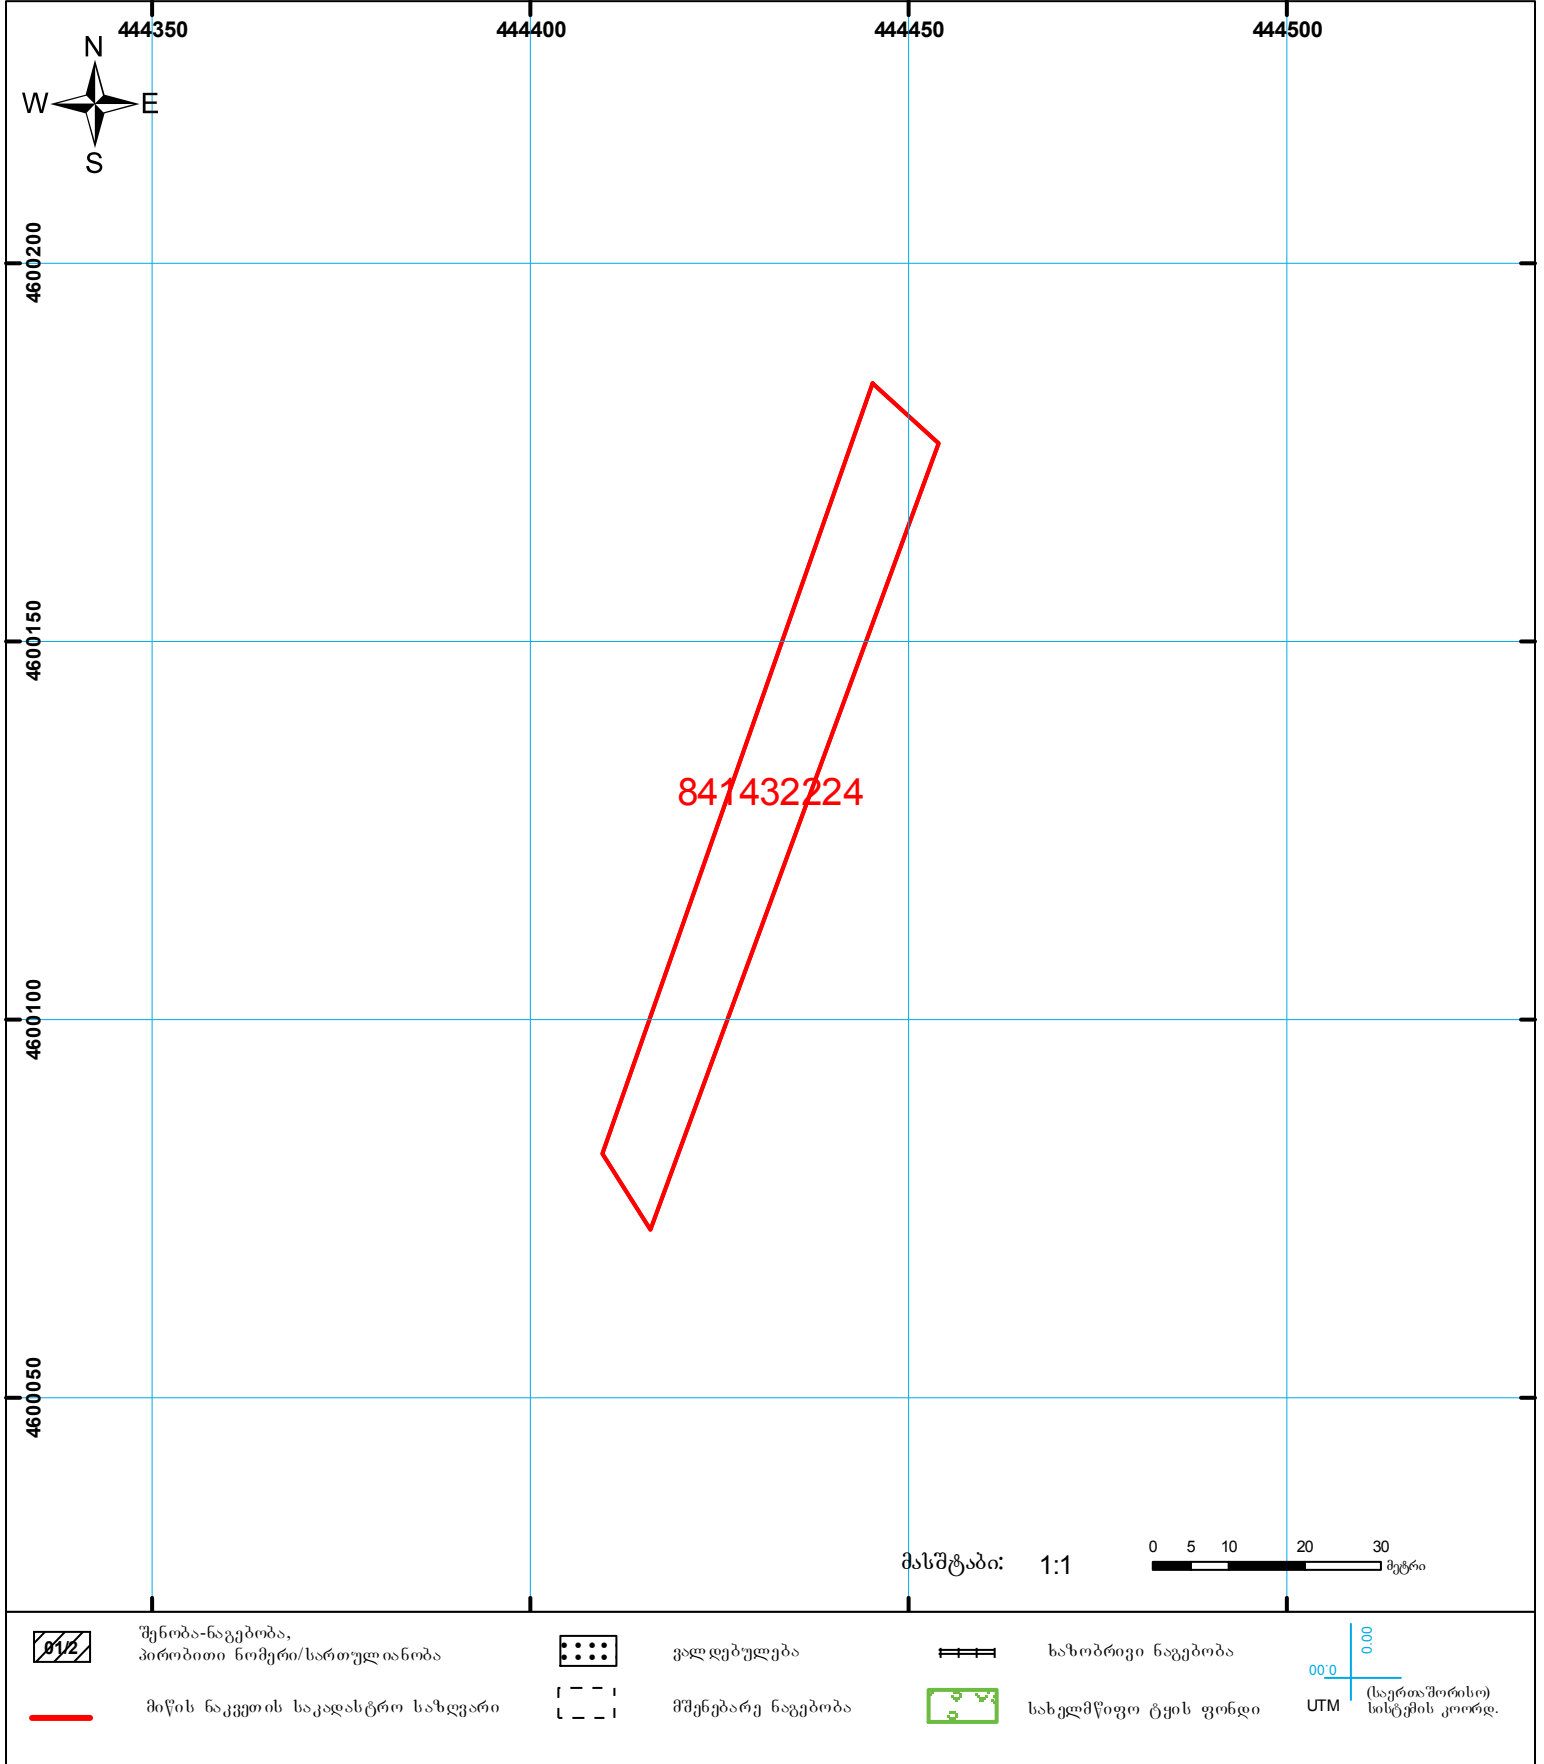 444350 444400 444450 444500
N
W E
S
4600200
4600150
841432224
4600100
4600050
მასშტაბი: 1:1
0 5 10 20 30
მეტრი
01/2
შენობა-ნაგებობა,
პირობითი ნომერი/სართულიანობა
ვალდებულება
ხაზობრივი ნაგებობა
0.00
0.00
მიწის ნაკვეთის საკადასტრო საზღვარი
მშენებარე ნაგებობა
სახელმწიფო ტყის ფონდი
UTM
(საერთაშორისო)
სისტემის კოორდ.